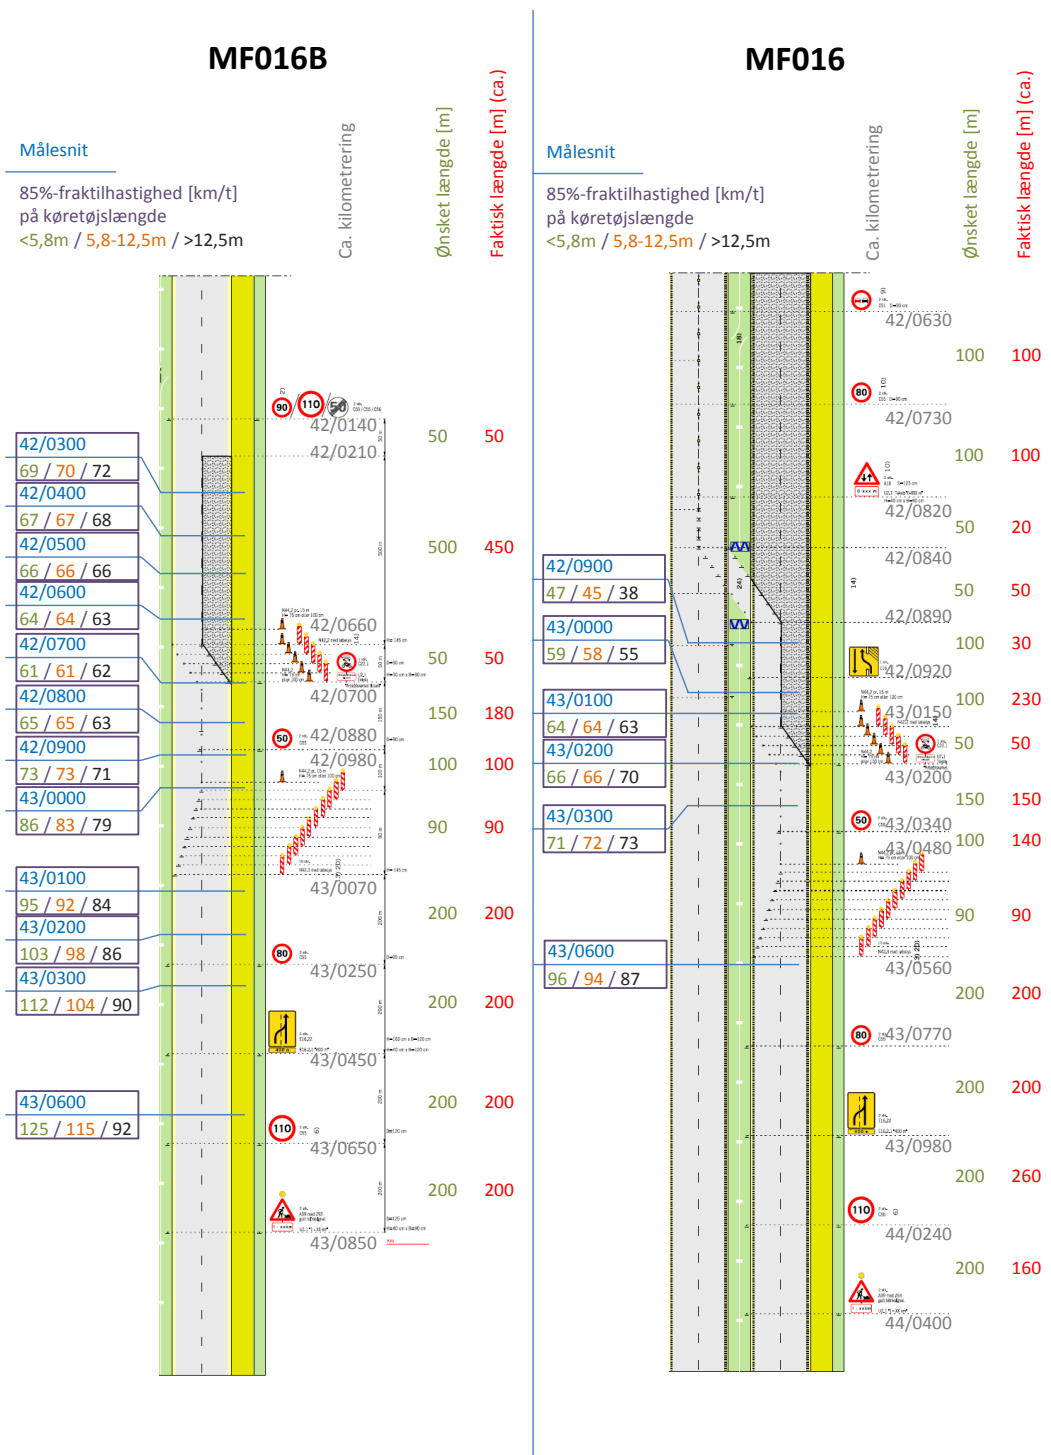 MF016B
Målesnit
85%-fraktilhastighed [km/t]
på køretøjslængde
<5,8m / 5,8-12,5m / >12,5m
Ca. kilometrering
Ønsket længde [m]
Faktisk længde [m] (ca.)
90
110
50
42/0140
42/0210
50 50
42/0300
69 / 70 / 72
42/0400
67 / 67 / 68
42/0500
66 / 66 / 66
500 450
42/0600
64 / 64 / 63
42/0660
42/0700
61 / 61 / 62
50 50
42/0700
42/0800
65 / 65 / 63
150 180
50
42/0880
42/0900
73 / 73 / 71
42/0980
100 100
43/0000
86 / 83 / 79
90 90
43/0070
43/0100
95 / 92 / 84
200 200
43/0200
103 / 98 / 86
80
43/0250
43/0300
112 / 104 / 90
200 200
43/0450
43/0600
125 / 115 / 92
200 200
110
43/0650
200 200
43/0850
MF016
Målesnit
85%-fraktilhastighed [km/t]
på køretøjslængde
<5,8m / 5,8-12,5m / >12,5m
Ca. kilometrering
Ønsket længde [m]
Faktisk længde [m] (ca.)
42/0630
100 100
80
42/0730
100 100
42/0820
50 20
42/0840
42/0900
47 / 45 / 38
50 50
42/0890
43/0000
59 / 58 / 55
100 30
42/0920
43/0100
64 / 64 / 63
100 230
43/0150
43/0200
66 / 66 / 70
50 50
43/0200
150 150
43/0300
71 / 72 / 73
50
43/0340
100 140
43/0480
90 90
43/0600
96 / 94 / 87
43/0560
200 200
80
43/0770
200 200
43/0980
200 260
110
44/0240
200 160
44/0400